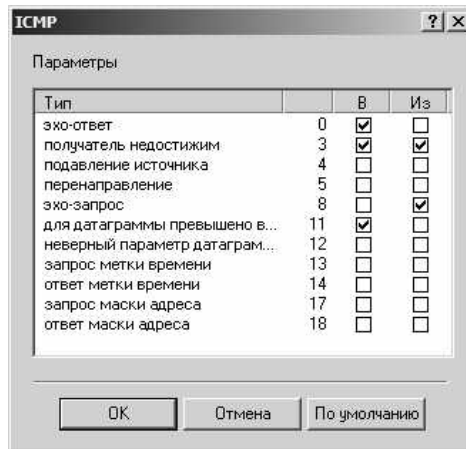 ICMP
Параметры
Тип В Из
эхо-ответ 0
получатель недостижим 3
подавление источника 4
перенаправление 5
эхо-запрос 8
для датаграммы превышено в... 11
неверный параметр датаграм... 12
запрос метки времени 13
ответ метки времени 14
запрос маски адреса 17
ответ маски адреса 18
OK Отмена По умолчанию